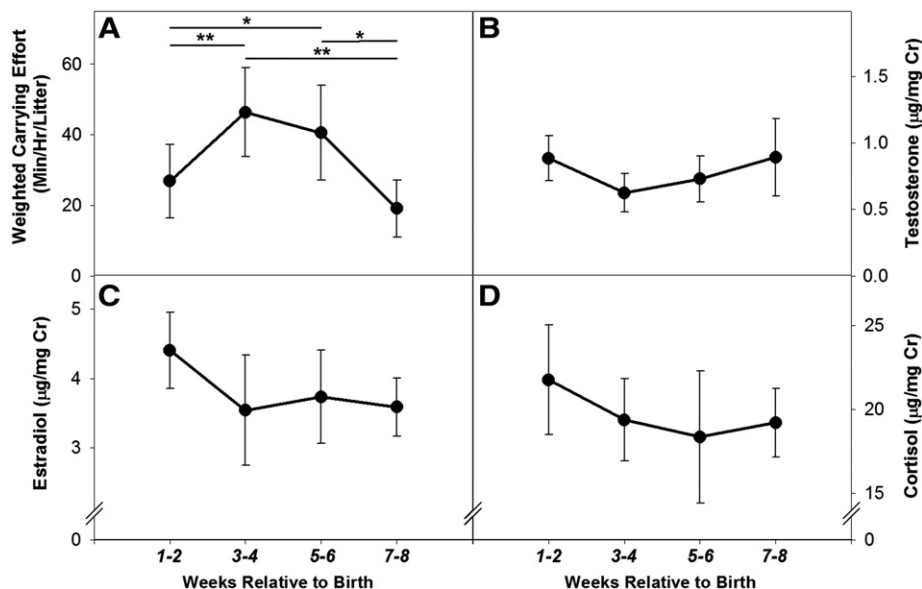 A
*
**
*
**
60
40
20
0
Weighted Carrying Effort
(Min/Hr/Litter)
B
1.5
1.0
0.5
0.0
Testosterone (µg/mg Cr)
C
5
4
3
0
Estradiol (µg/mg Cr)
1-2 3-4 5-6 7-8
Weeks Relative to Birth
D
25
20
15
0
Cortisol (µg/mg Cr)
1-2 3-4 5-6 7-8
Weeks Relative to Birth